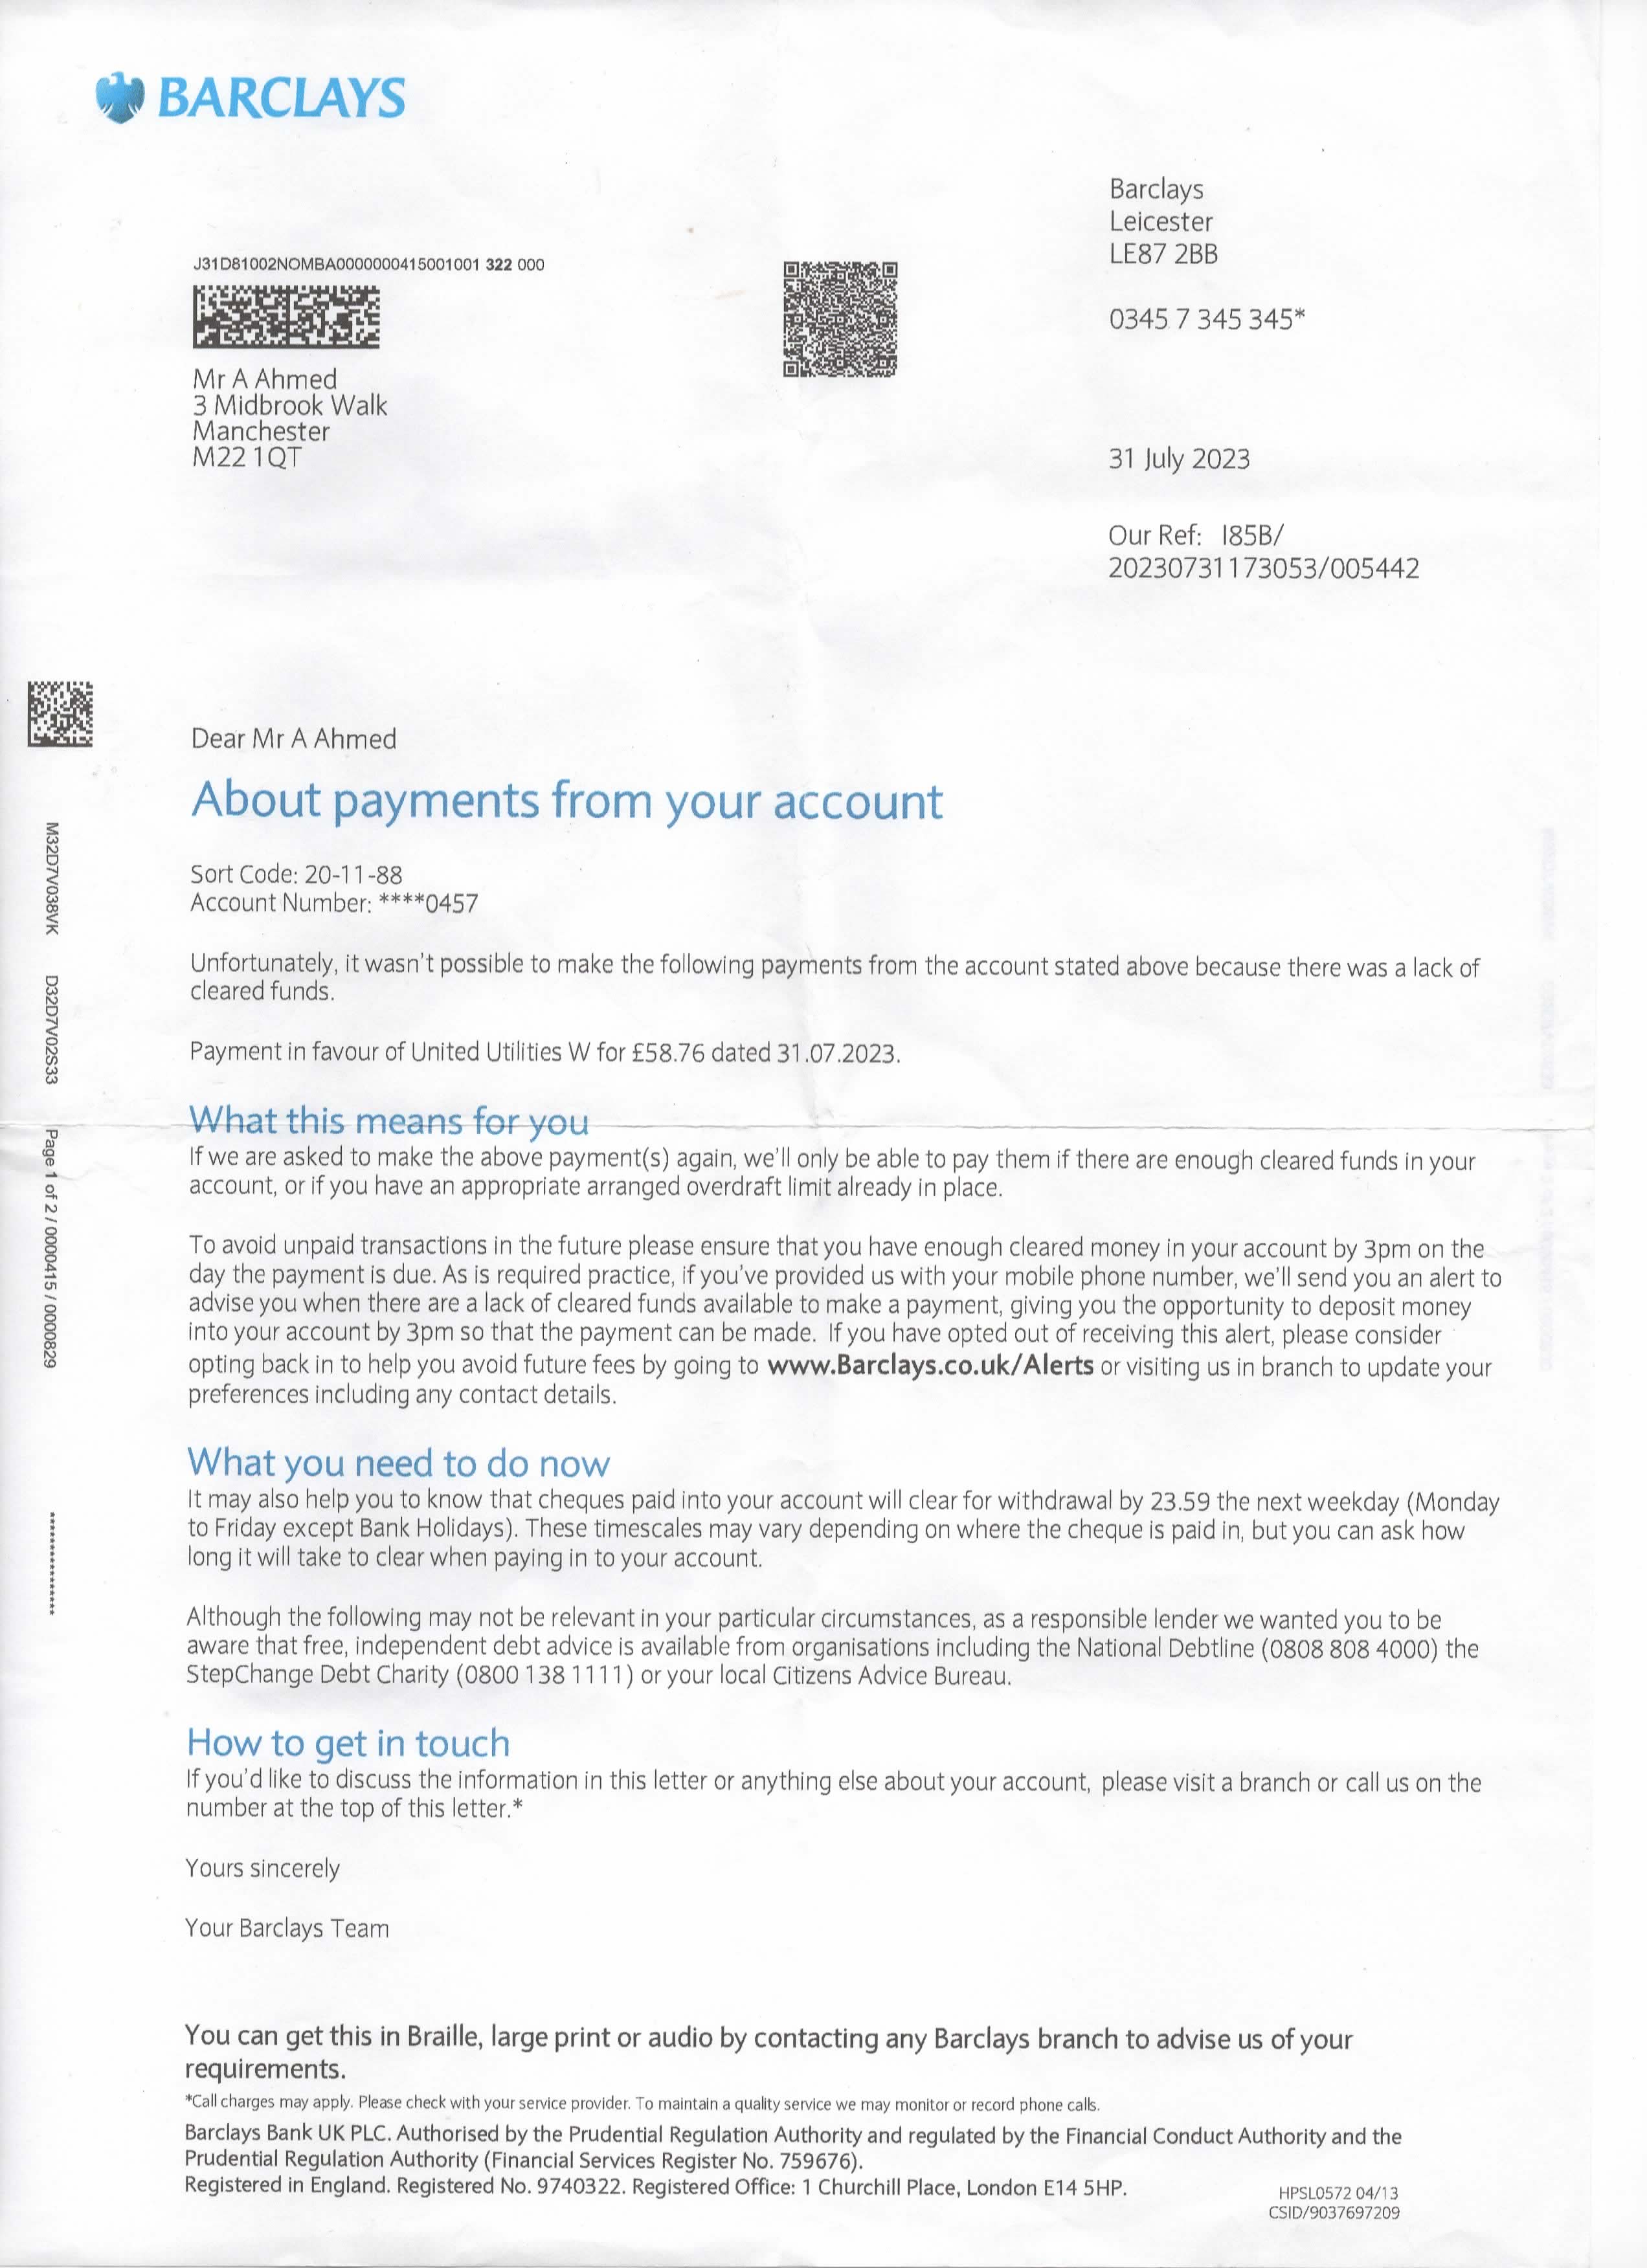 BARCLAYS
Barclays
Leicester
LE87 2BB
0345 7 345 345*
J31D81002NOMBA0000000415001001 322 000
Mr A Ahmed
3 Midbrook Walk
Manchester
M22 1QT
31 July 2023
Our Ref: I85B/
20230731173053/005442
Dear Mr A Ahmed
About payments from your account
Sort Code: 20-11-88
Account Number: ****0457
Unfortunately, it wasn't possible to make the following payments from the account stated above because there was a lack of
cleared funds.
Payment in favour of United Utilities W for £58.76 dated 31.07.2023.
What this means for you
If we are asked to make the above payment(s) again, we'll only be able to pay them if there are enough cleared funds in your
account, or if you have an appropriate arranged overdraft limit already in place.
To avoid unpaid transactions in the future please ensure that you have enough cleared money in your account by 3pm on the
day the payment is due. As is required practice, if you've provided us with your mobile phone number, we'll send you an alert to
advise you when there are a lack of cleared funds available to make a payment, giving you the opportunity to deposit money
into your account by 3pm so that the payment can be made. If you have opted out of receiving this alert, please consider
opting back in to help you avoid future fees by going to www.Barclays.co.uk/Alerts or visiting us in branch to update your
preferences including any contact details.
What you need to do now
It may also help you to know that cheques paid into your account will clear for withdrawal by 23.59 the next weekday (Monday
to Friday except Bank Holidays). These timescales may vary depending on where the cheque is paid in, but you can ask how
long it will take to clear when paying in to your account.
Although the following may not be relevant in your particular circumstances, as a responsible lender we wanted you to be
aware that free, independent debt advice is available from organisations including the National Debtline (0808 808 4000) the
StepChange Debt Charity (0800 138 1111) or your local Citizens Advice Bureau.
How to get in touch
If you'd like to discuss the information in this letter or anything else about your account, please visit a branch or call us on the
number at the top of this letter.*
Yours sincerely
Your Barclays Team
You can get this in Braille, large print or audio by contacting any Barclays branch to advise us of your
requirements.
*Call charges may apply. Please check with your service provider. To maintain a quality service we may monitor or record phone calls.
Barclays Bank UK PLC. Authorised by the Prudential Regulation Authority and regulated by the Financial Conduct Authority and the
Prudential Regulation Authority (Financial Services Register No. 759676).
Registered in England. Registered No. 9740322. Registered Office: 1 Churchill Place, London E14 5HP.
HPSL0572 04/13
CSID/9037697209
M32D7V038VK D32D7V02S33 Page 1 of 2 / 0000415 / 0000829 ****************